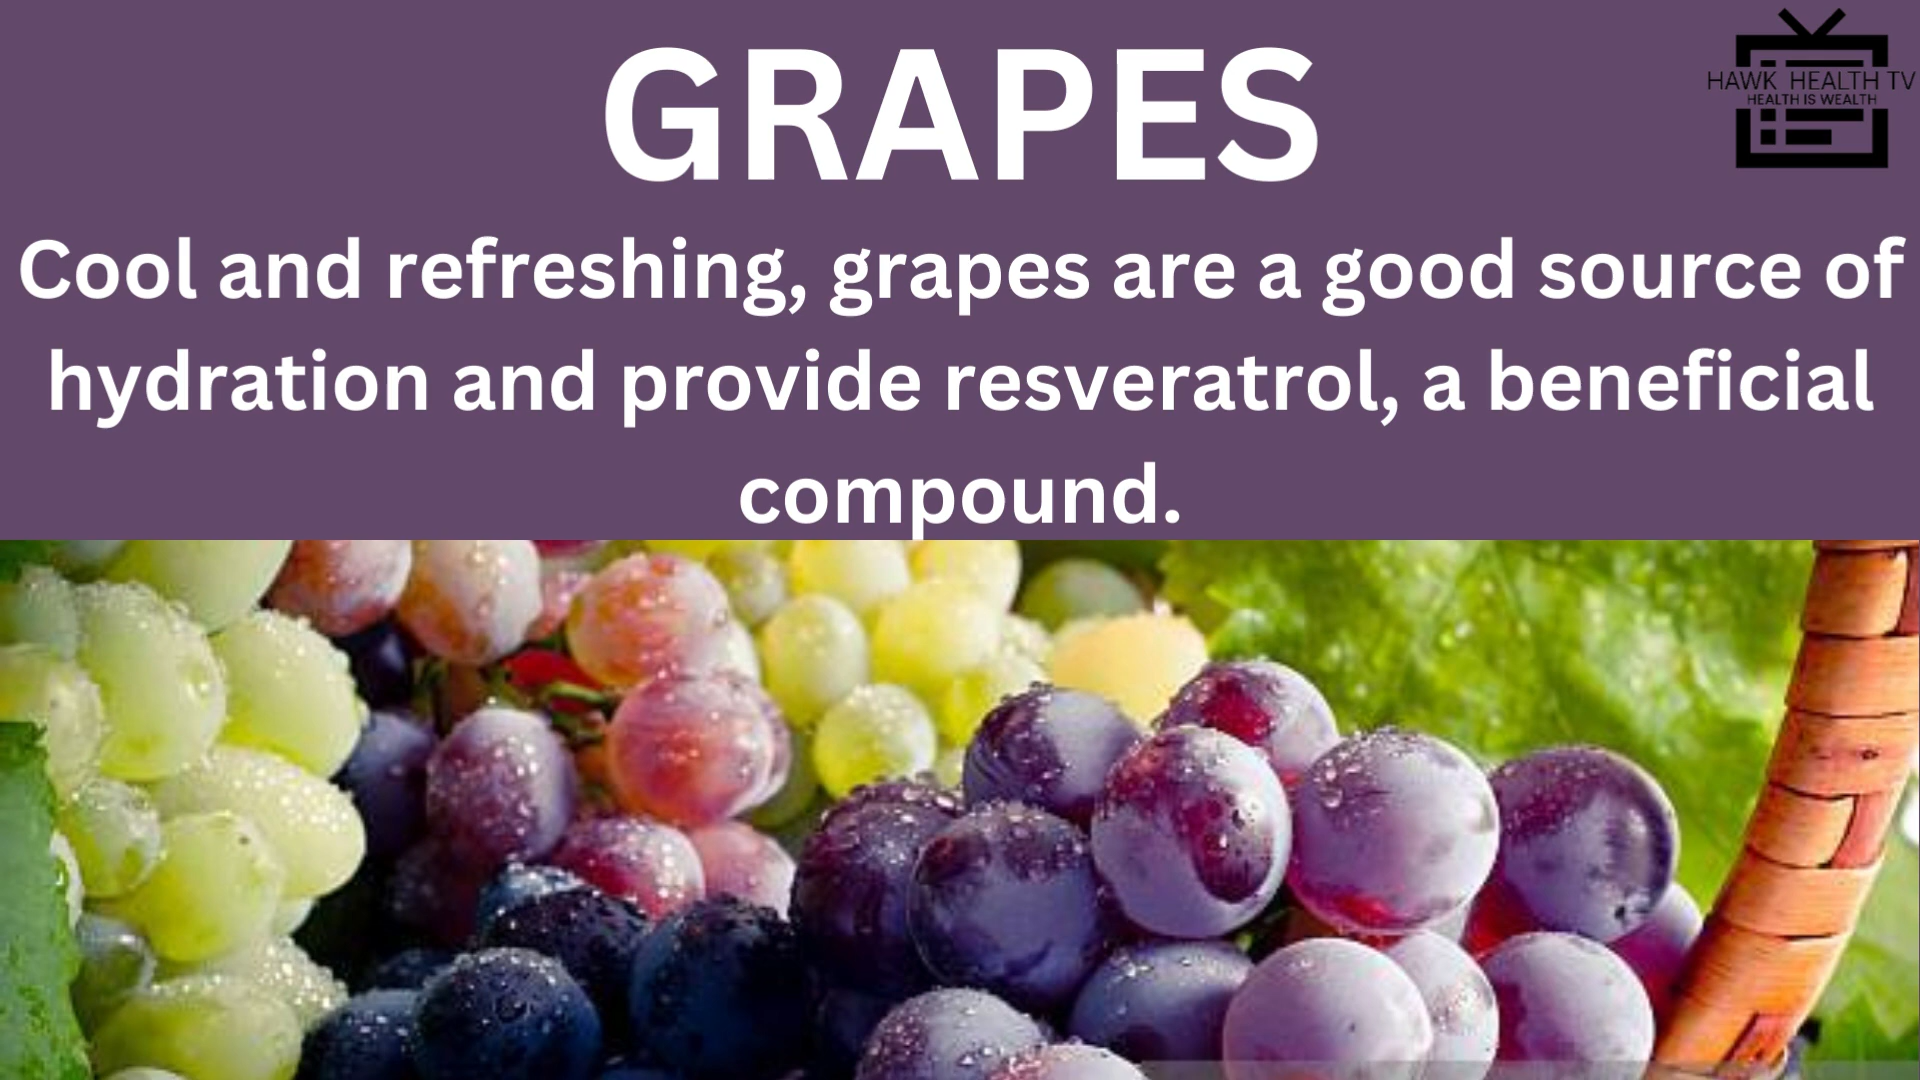 GRAPES
HAWK HEALTH TV
HEALTH IS WEALTH
Cool and refreshing, grapes are a good source of
hydration and provide resveratrol, a beneficial
compound.